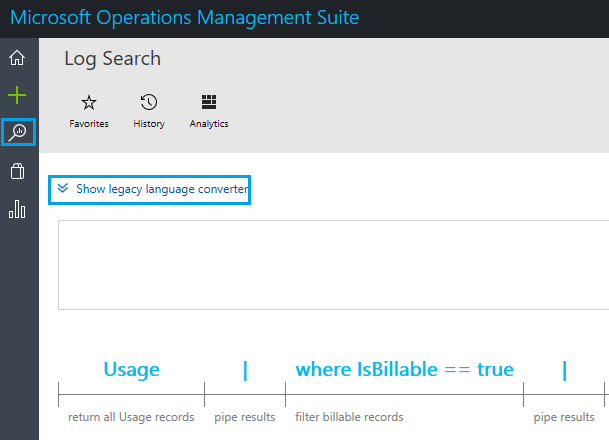 Microsoft Operations Management Suite
Log Search
Favorites History Analytics
Show legacy language converter
Usage | where IsBillable == true |
return all Usage records pipe results filter billable records pipe results